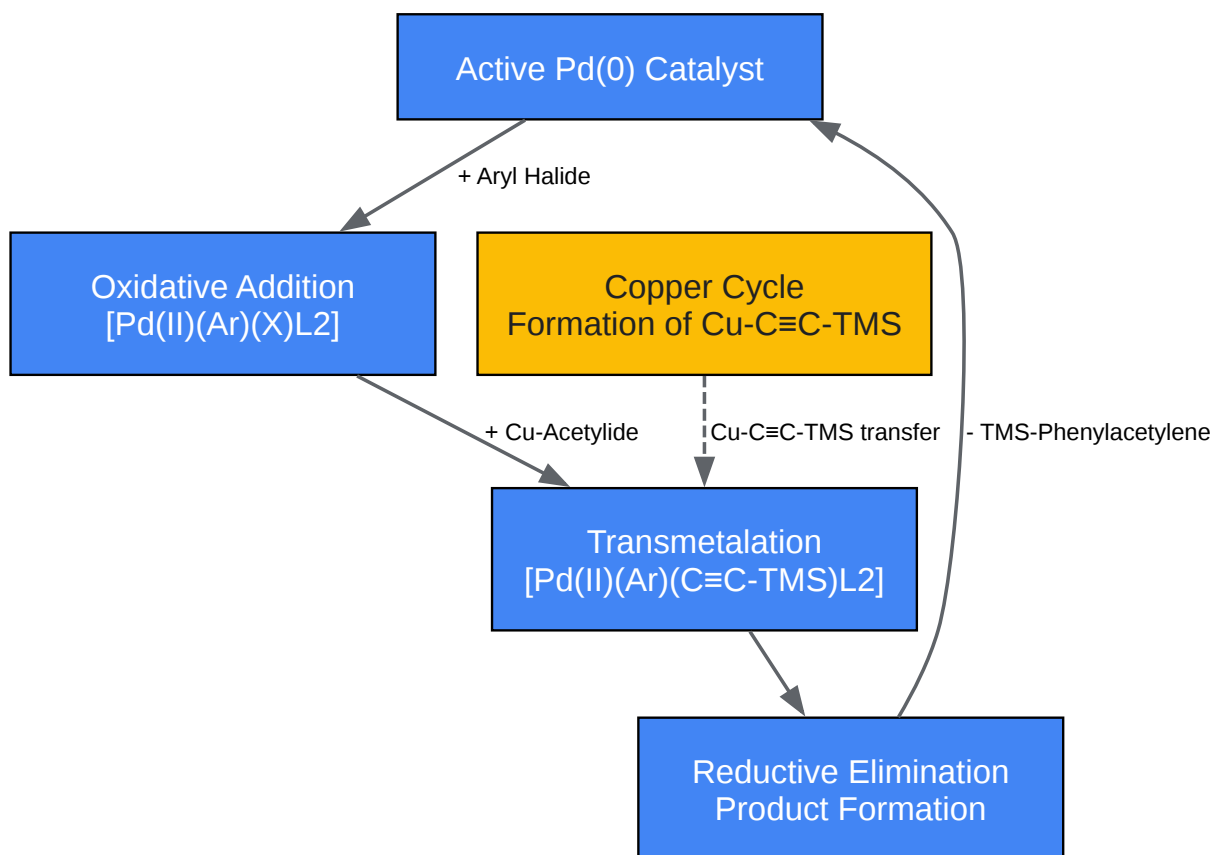 Active Pd(0) Catalyst
+ Aryl Halide
Oxidative Addition
[Pd(II)(Ar)(X)L2]
Copper Cycle
Formation of Cu-C≡C-TMS
+ Cu-Acetylide
Cu-C≡C-TMS transfer
- TMS-Phenylacetylene
Transmetalation
[Pd(II)(Ar)(C≡C-TMS)L2]
Reductive Elimination
Product Formation